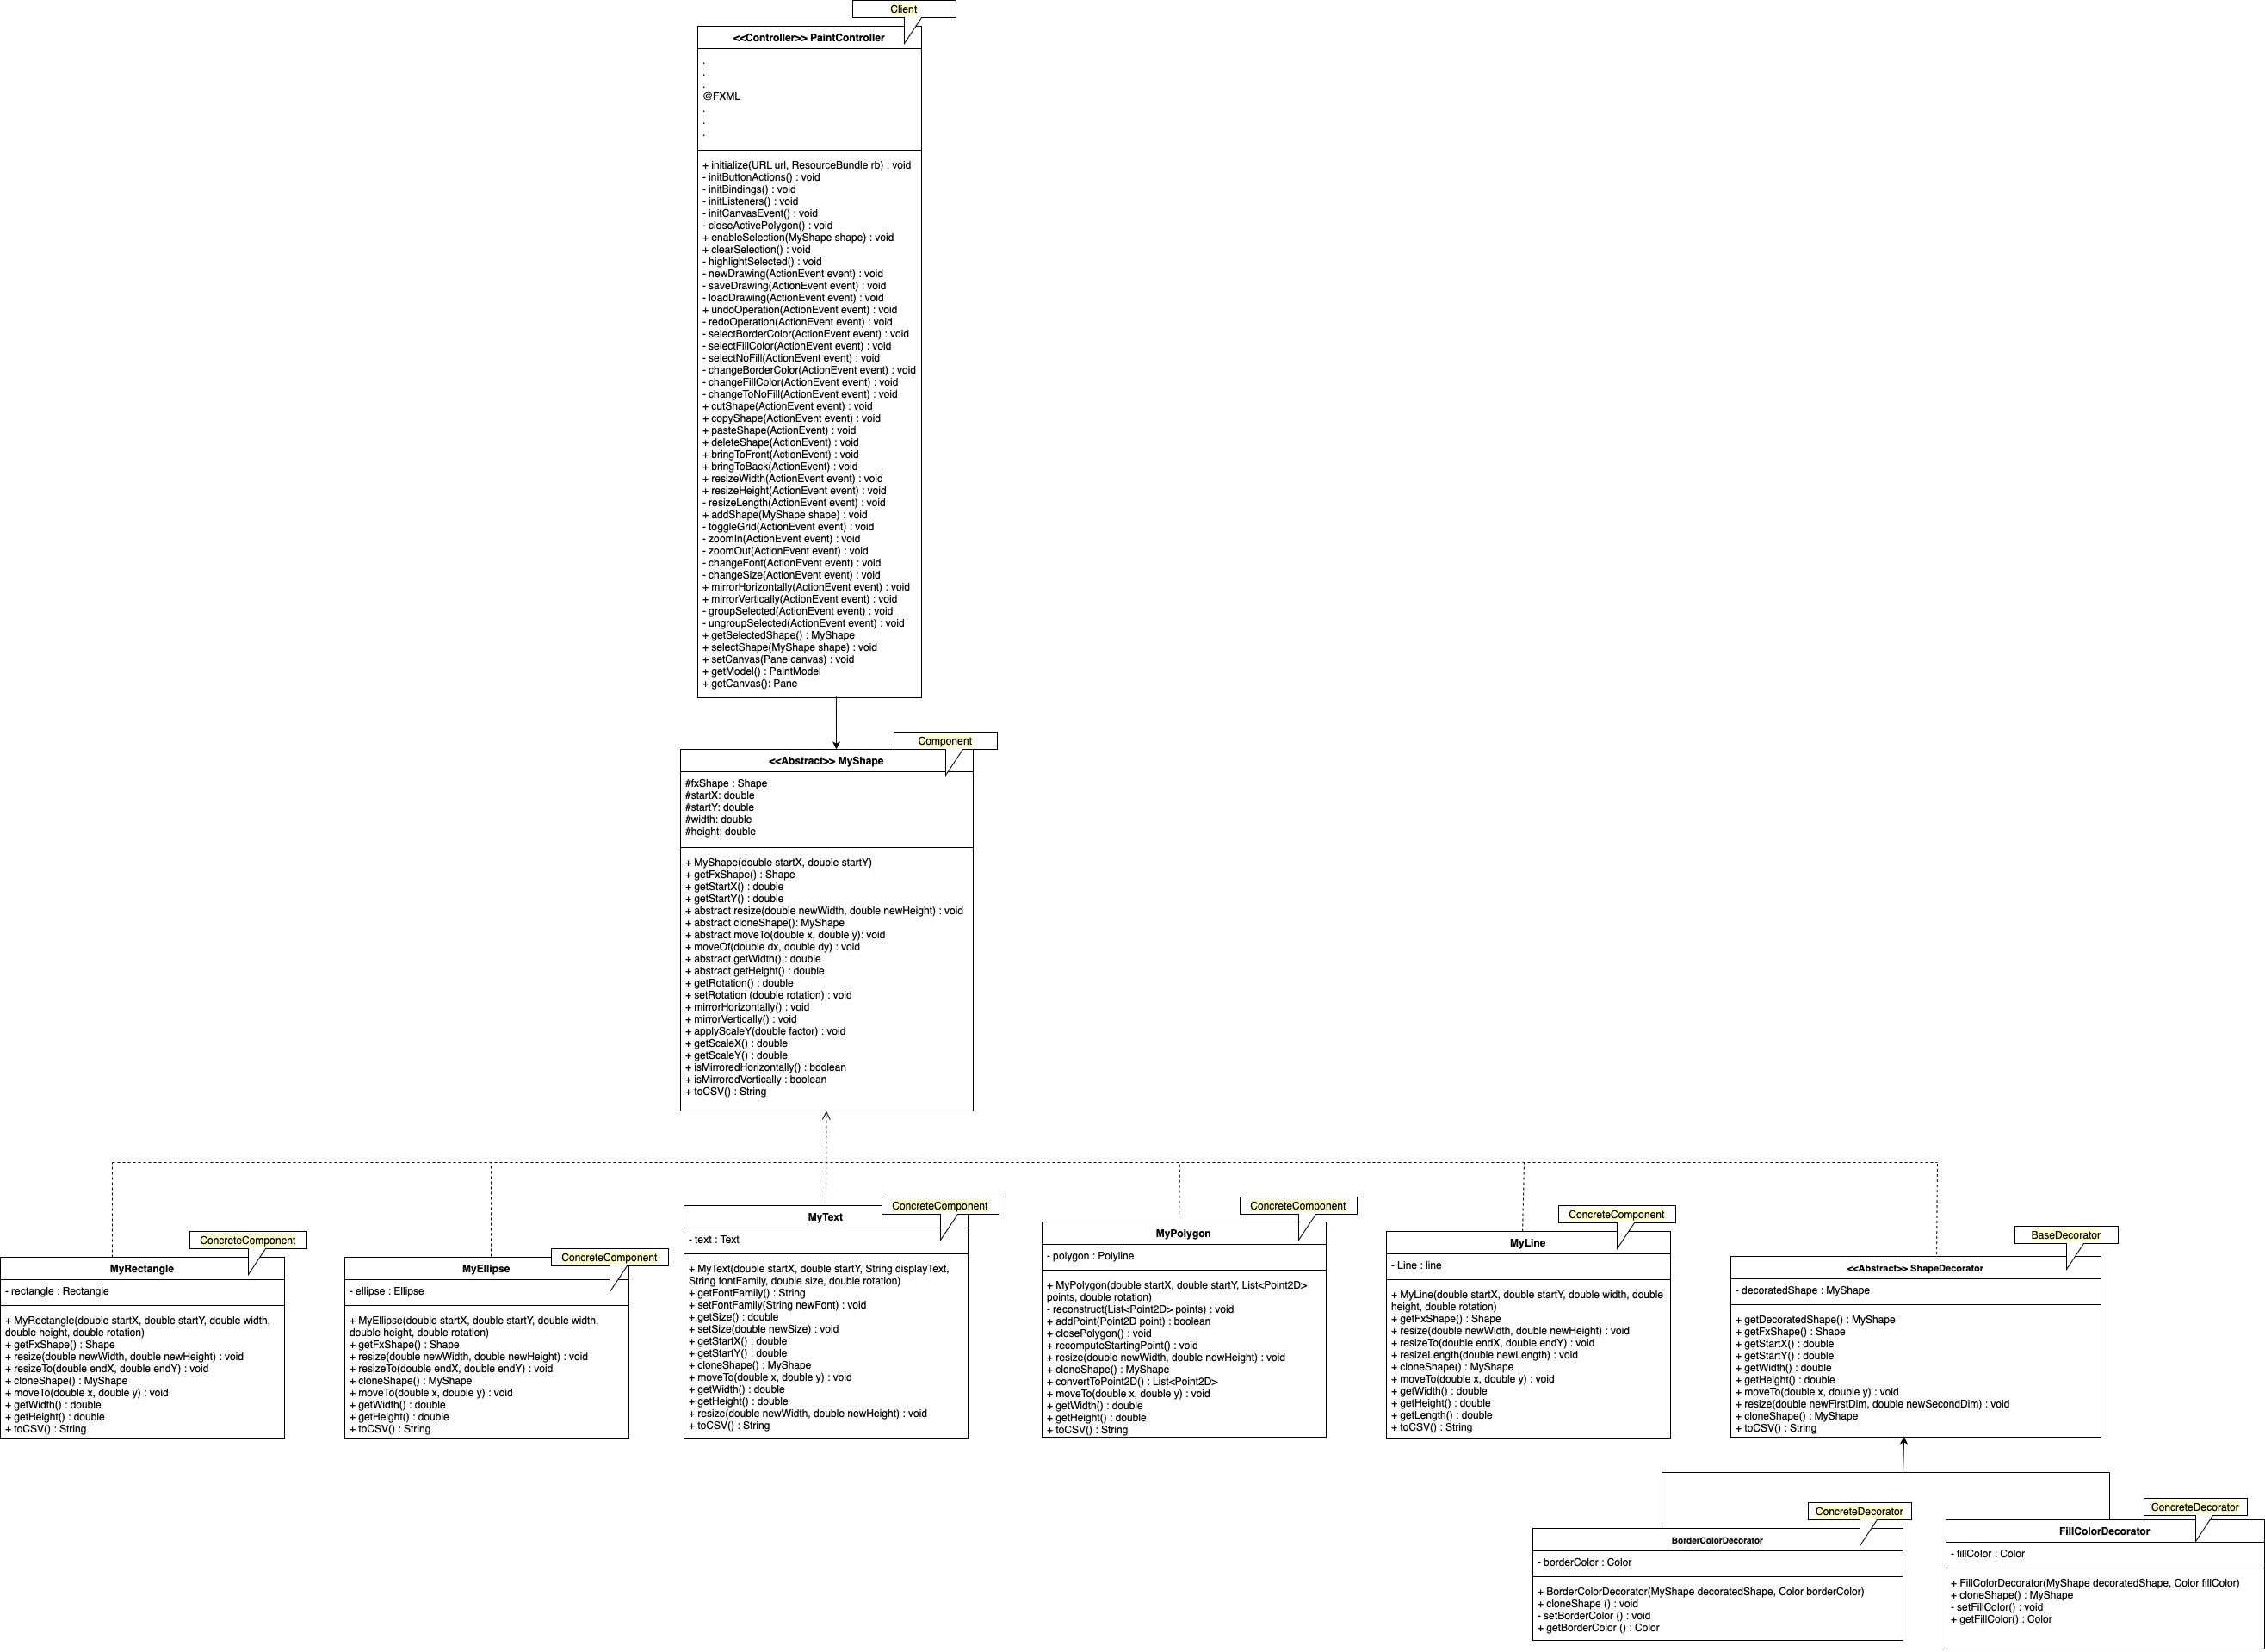 Client
<<Controller>> PaintController
.
.
.
@FXML
.
.
.
+ initialize(URL url, ResourceBundle rb) : void
- initButtonActions() : void
- initBindings() : void
- initListeners() : void
- initCanvasEvent() : void
- closeActivePolygon() : void
+ enableSelection(MyShape shape) : void
+ clearSelection() : void
- highlightSelected() : void
- newDrawing(ActionEvent event) : void
- saveDrawing(ActionEvent event) : void
- loadDrawing(ActionEvent event) : void
+ undoOperation(ActionEvent event) : void
- redoOperation(ActionEvent event) : void
- selectBorderColor(ActionEvent event) : void
- selectFillColor(ActionEvent event) : void
- selectNoFill(ActionEvent event) : void
- changeBorderColor(ActionEvent event) : void
- changeFillColor(ActionEvent event) : void
- changeToNoFill(ActionEvent event) : void
+ cutShape(ActionEvent event) : void
+ copyShape(ActionEvent event) : void
+ pasteShape(ActionEvent) : void
+ deleteShape(ActionEvent) : void
+ bringToFront(ActionEvent) : void
+ bringToBack(ActionEvent) : void
+ resizeWidth(ActionEvent event) : void
+ resizeHeight(ActionEvent event) : void
- resizeLength(ActionEvent event) : void
+ addShape(MyShape shape) : void
- toggleGrid(ActionEvent event) : void
- zoomIn(ActionEvent event) : void
- zoomOut(ActionEvent event) : void
- changeFont(ActionEvent event) : void
- changeSize(ActionEvent event) : void
+ mirrorHorizontally(ActionEvent event) : void
+ mirrorVertically(ActionEvent event) : void
- groupSelected(ActionEvent event) : void
- ungroupSelected(ActionEvent event) : void
+ getSelectedShape() : MyShape
+ selectShape(MyShape shape) : void
+ setCanvas(Pane canvas) : void
+ getModel() : PaintModel
+ getCanvas(): Pane
Component
<<Abstract>> MyShape
#fxShape : Shape
#startX: double
#startY: double
#width: double
#height: double
+ MyShape(double startX, double startY)
+ getFxShape() : Shape
+ getStartX() : double
+ getStartY() : double
+ abstract resize(double newWidth, double newHeight) : void
+ abstract cloneShape(): MyShape
+ abstract moveTo(double x, double y): void
+ moveOf(double dx, double dy) : void
+ abstract getWidth() : double
+ abstract getHeight() : double
+ getRotation() : double
+ setRotation (double rotation) : void
+ mirrorHorizontally() : void
+ mirrorVertically() : void
+ applyScaleY(double factor) : void
+ getScaleX() : double
+ getScaleY() : double
+ isMirroredHorizontally() : boolean
+ isMirroredVertically : boolean
+ toCSV() : String
ConcreteComponent
MyRectangle
- rectangle : Rectangle
+ MyRectangle(double startX, double startY, double width,
double height, double rotation)
+ getFxShape() : Shape
+ resize(double newWidth, double newHeight) : void
+ resizeTo(double endX, double endY) : void
+ cloneShape() : MyShape
+ moveTo(double x, double y) : void
+ getWidth() : double
+ getHeight() : double
+ toCSV() : String
ConcreteComponent
MyEllipse
- ellipse : Ellipse
+ MyEllipse(double startX, double startY, double width,
double height, double rotation)
+ getFxShape() : Shape
+ resize(double newWidth, double newHeight) : void
+ resizeTo(double endX, double endY) : void
+ cloneShape() : MyShape
+ moveTo(double x, double y) : void
+ getWidth() : double
+ getHeight() : double
+ toCSV() : String
ConcreteComponent
MyText
- text : Text
+ MyText(double startX, double startY, String displayText,
String fontFamily, double size, double rotation)
+ getFontFamily() : String
+ setFontFamily(String newFont) : void
+ getSize() : double
+ setSize(double newSize) : void
+ getStartX() : double
+ getStartY() : double
+ cloneShape() : MyShape
+ moveTo(double x, double y) : void
+ getWidth() : double
+ getHeight() : double
+ resize(double newWidth, double newHeight) : void
+ toCSV() : String
ConcreteComponent
MyPolygon
- polygon : Polyline
+ MyPolygon(double startX, double startY, List<Point2D>
points, double rotation)
- reconstruct(List<Point2D> points) : void
+ addPoint(Point2D point) : boolean
+ closePolygon() : void
+ recomputeStartingPoint() : void
+ resize(double newWidth, double newHeight) : void
+ cloneShape() : MyShape
+ convertToPoint2D() : List<Point2D>
+ moveTo(double x, double y) : void
+ getWidth() : double
+ getHeight() : double
+ toCSV() : String
ConcreteComponent
MyLine
- Line : line
+ MyLine(double startX, double startY, double width, double
height, double rotation)
+ getFxShape() : Shape
+ resize(double newWidth, double newHeight) : void
+ resizeTo(double endX, double endY) : void
+ resizeLength(double newLength) : void
+ cloneShape() : MyShape
+ moveTo(double x, double y) : void
+ getWidth() : double
+ getHeight() : double
+ getLength() : double
+ toCSV() : String
BaseDecorator
<<Abstract>> ShapeDecorator
- decoratedShape : MyShape
+ getDecoratedShape() : MyShape
+ getFxShape() : Shape
+ getStartX() : double
+ getStartY() : double
+ getWidth() : double
+ getHeight() : double
+ moveTo(double x, double y) : void
+ resize(double newFirstDim, double newSecondDim) : void
+ cloneShape() : MyShape
+ toCSV() : String
ConcreteDecorator
BorderColorDecorator
- borderColor : Color
+ BorderColorDecorator(MyShape decoratedShape, Color borderColor)
+ cloneShape () : void
- setBorderColor () : void
+ getBorderColor () : Color
ConcreteDecorator
FillColorDecorator
- fillColor : Color
+ FillColorDecorator(MyShape decoratedShape, Color fillColor)
+ cloneShape() : MyShape
- setFillColor() : void
+ getFillColor() : Color